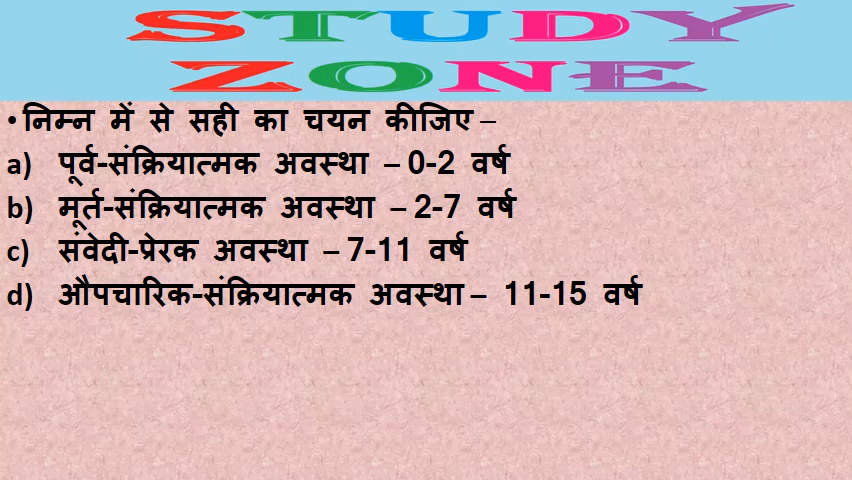 STUDY
ZONE
• निम्न में से सही का चयन कीजिए –
a) पूर्व-संक्रियात्मक अवस्था – 0-2 वर्ष
b) मूर्त-संक्रियात्मक अवस्था – 2-7 वर्ष
c) संवेदी-प्रेरक अवस्था – 7-11 वर्ष
d) औपचारिक-संक्रियात्मक अवस्था – 11-15 वर्ष